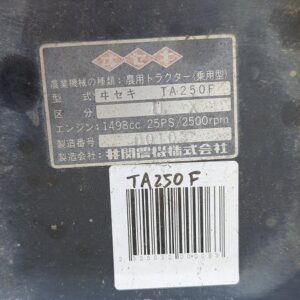 農業機械の種類:農用トラクター(乗用型)
型式 ヰセキ TA250F
区分
エンジン:1498cc 25PS/2500rpm
製造番号
製造会社:井関農機株式会社
TA250F